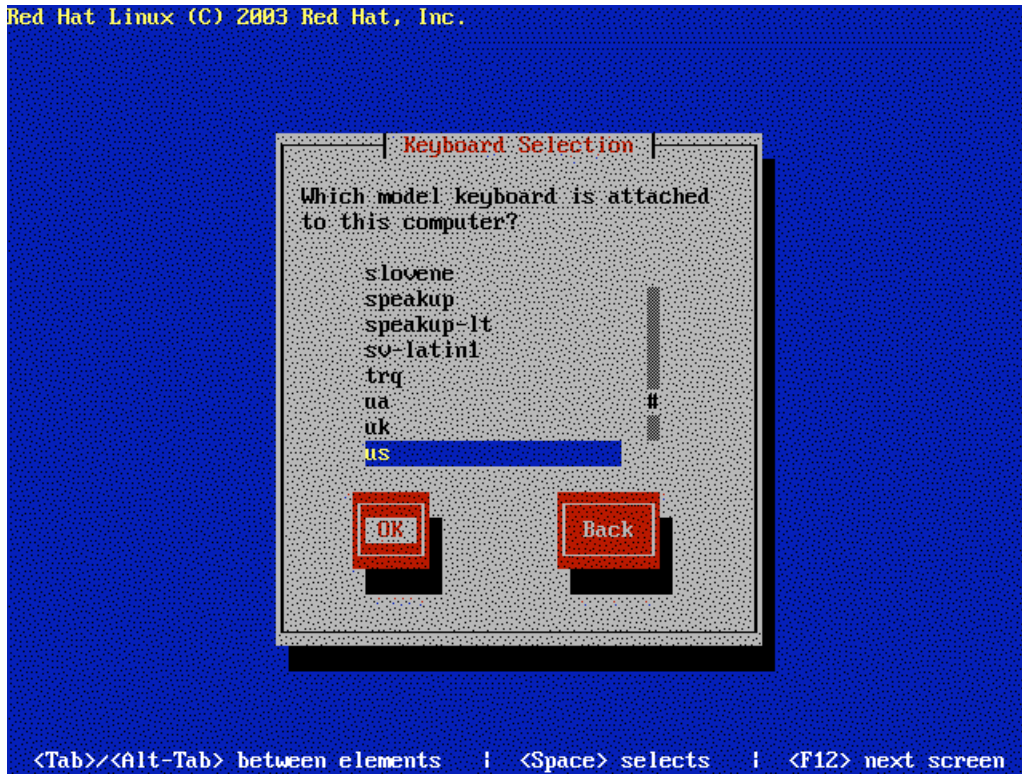 Red Hat Linux (C) 2003 Red Hat, Inc.
Keyboard Selection
Which model keyboard is attached
to this computer?
slovene
speakup
speakup-lt
sv-latin1
trq
ua #
uk
us
OK Back
<Tab>/<Alt-Tab> between elements | <Space> selects | <F12> next screen